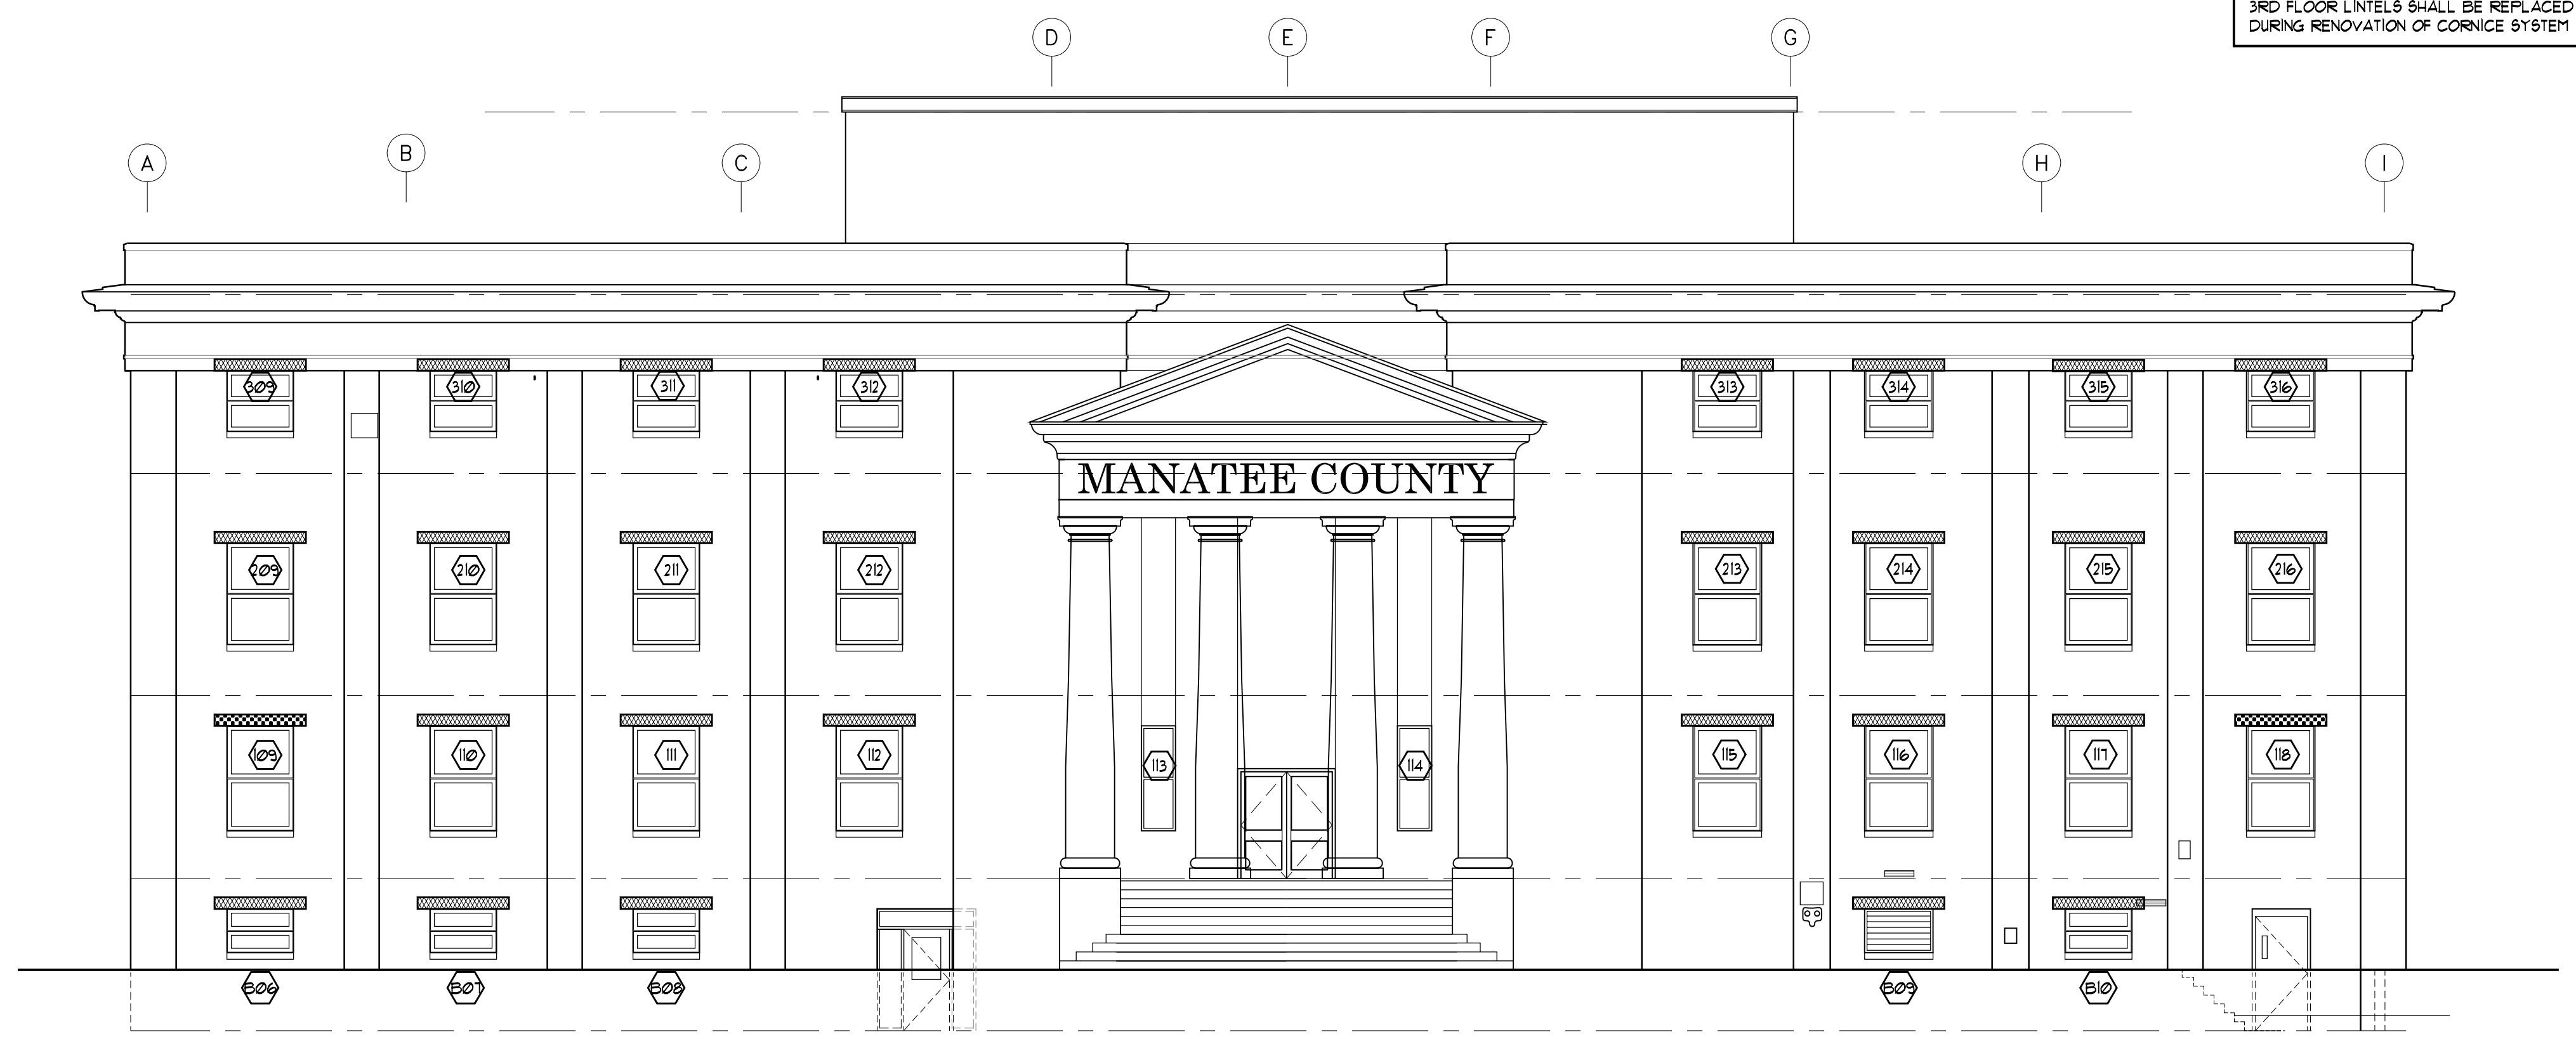 3RD FLOOR LINTELS SHALL BE REPLACED
DURING RENOVATION OF CORNICE SYSTEM
D E F G
A B C H I
309 310 311 312 313 314 315 316
MANATEE COUNTY
209 210 211 212 213 214 215 216
109 110 111 112 113 114 115 116 117 118
B06 B07 B08 B09 B10